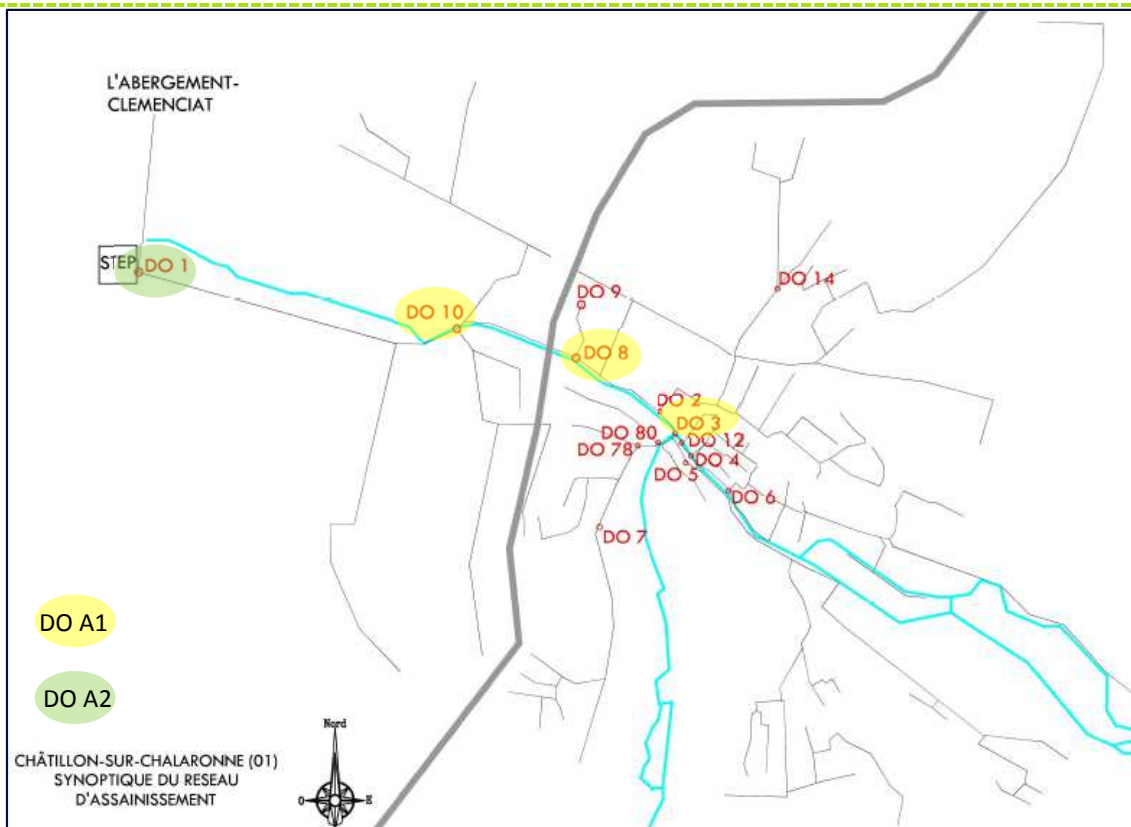 L'ABERGEMENT-
CLEMENCIAT
STEP
DO 1
DO 10
DO 9
DO 14
DO 8
DO 2
DO 3
DO 80
DO 12
DO 78
DO 4
DO 5
DO 6
DO 7
DO A1
DO A2
Nord
O
E
CHÂTILLON-SUR-CHALARONNE (01)
SYNOPTIQUE DU RESEAU
D'ASSAINISSEMENT